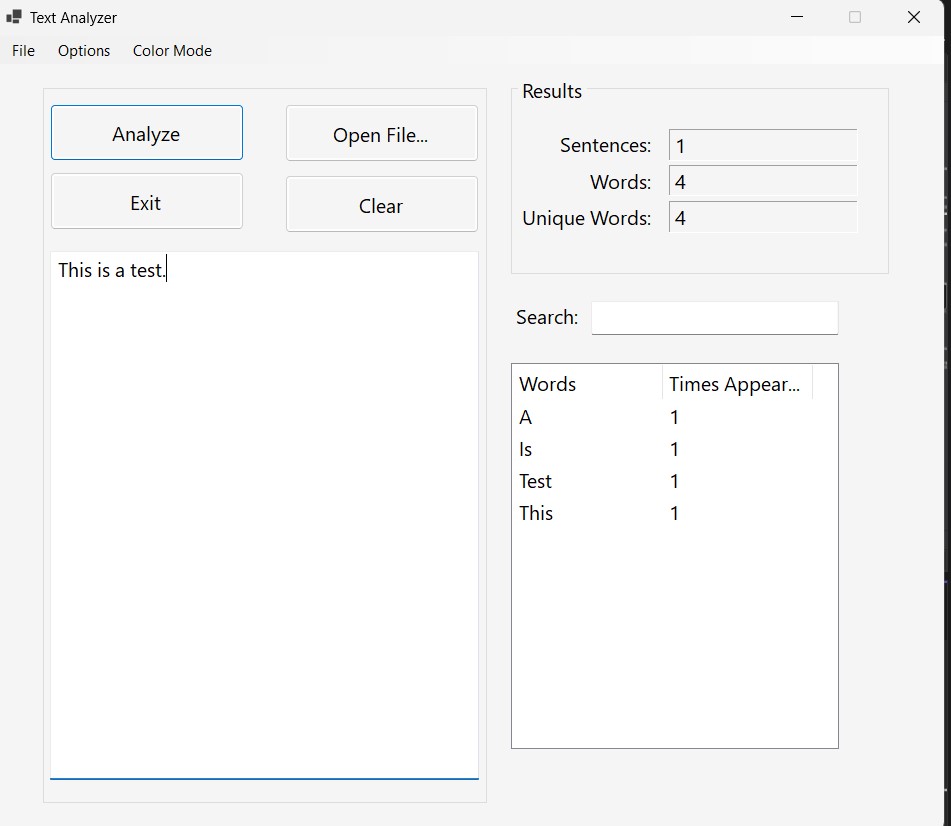 Text Analyzer
File Options Color Mode
Analyze Open File...
Exit Clear
This is a test.
Results
Sentences: 1
Words: 4
Unique Words: 4
Search:
Words Times Appear...
A 1
Is 1
Test 1
This 1